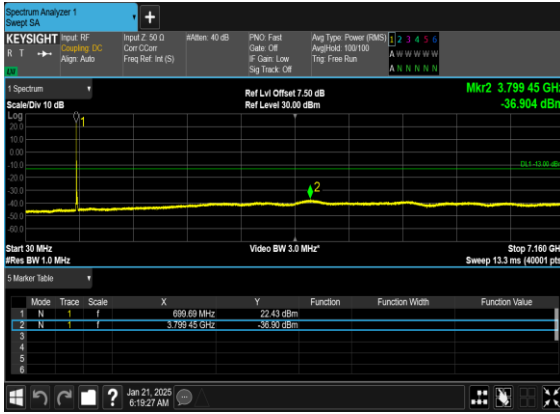 Spectrum Analyzer 1
Swept SA
KEYSIGHT Input: RF Input Z: 50 Ω #Atten: 40 dB PNO: Fast Avg Type: Power (RMS) 1 2 3 4 5 6
R T Coupling: DC Corr CCorr Gate: Off Avg|Hold: 100/100 A W W W W W
Align: Auto Freq Ref: Int (S) IF Gain: Low Trig: Free Run
LXI Sig Track: Off A N N N N N
1 Spectrum Ref Lvl Offset 7.50 dB Mkr2 3.799 45 GHz
Scale/Div 10 dB Ref Level 30.00 dBm -36.904 dBm
Log
20.0
10.0
0.00
-10.0
-20.0
-30.0
-40.0
-50.0
-60.0
1
DL1 -13.00 dBm
2
Start 30 MHz Video BW 3.0 MHz* Stop 7.160 GHz
#Res BW 1.0 MHz Sweep 13.3 ms (40001 pts)
5 Marker Table
Mode Trace Scale X Y Function Function Width Function Value
1 N 1 f 699.69 MHz 22.43 dBm
2 N 1 f 3.799 45 GHz -36.90 dBm
3
4
5
6
? Jan 21, 2025
6:19:27 AM